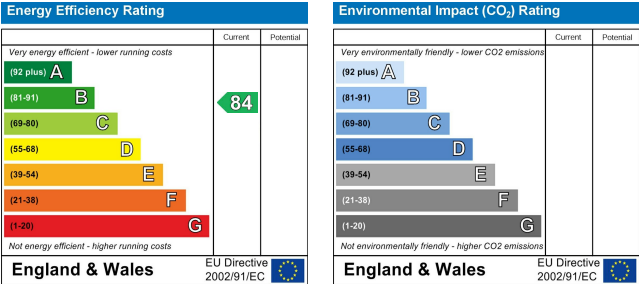 Energy Efficiency Rating
Current Potential
Very energy efficient - lower running costs
(92 plus) A
(81-91) B
84
(69-80) C
(55-68) D
(39-54) E
(21-38) F
(1-20) G
Not energy efficient - higher running costs
England & Wales
EU Directive
2002/91/EC
Environmental Impact (CO₂) Rating
Current Potential
Very environmentally friendly - lower CO2 emissions
(92 plus) A
(81-91) B
(69-80) C
(55-68) D
(39-54) E
(21-38) F
(1-20) G
Not environmentally friendly - higher CO2 emissions
England & Wales
EU Directive
2002/91/EC